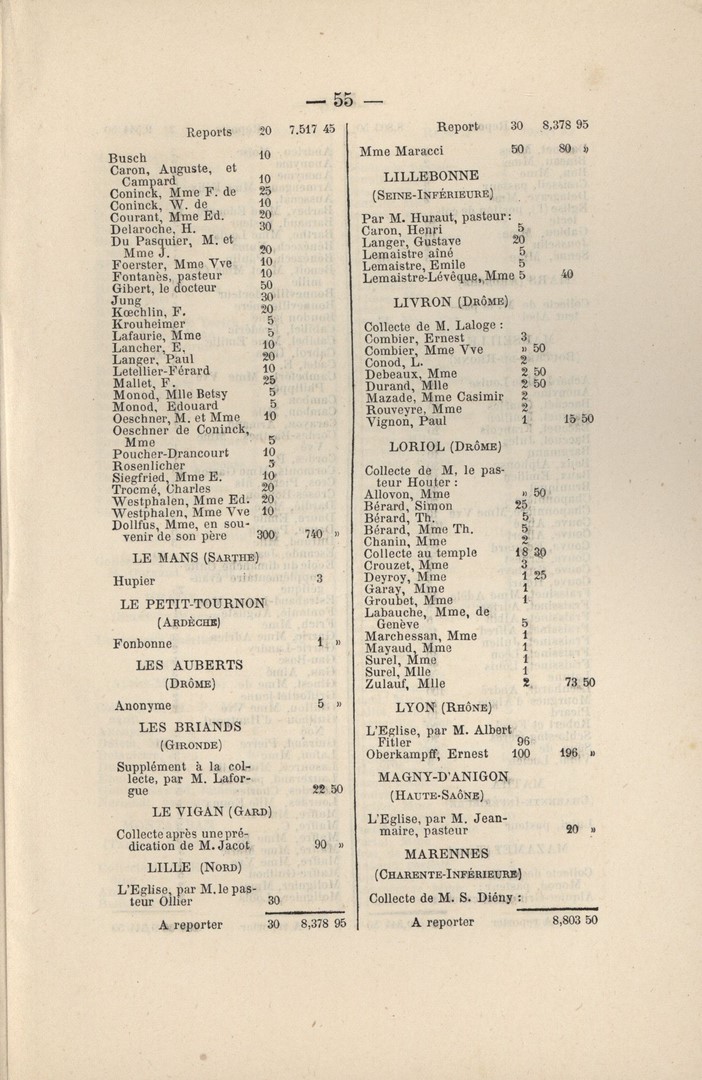 — 55 —
Reports 20 7.517 45
Busch 10
Caron, Auguste, et
Campard 10
Coninck, Mme F. de 25
Coninck, W. de 10
Courant, Mme Ed. 20
Delaroche, H. 30
Du Pasquier, M. et
Mme J. 20
Foerster, Mme Vve 10
Fontanès, pasteur 10
Gibert, le docteur 50
Jung 30
Kœchlin, F. 20
Krouheimer 5
Lafaurie, Mme 5
Lancher, E, 10
Langer, Paul 20
Letellier-Férard 10
Mallet, F. 25
Monod, Mlle Betsy 5
Monod, Edouard 5
Oeschner, M. et Mme 10
Oeschner de Coninck,
Mme 5
Poucher-Drancourt 10
Rosenlicher 5
Siegfried, Mme E. 10
Trocmé, Charles 20
Westphalen, Mme Ed. 20
Westphalen, Mme Vve 10
Dollfus, Mme, en sou-
venir de son père 300 740 »
LE MANS (SARTHE)
Hupier 3
LE PETIT-TOURNON
(ARDÈCHE)
Fonbonne 1 »
LES AUBERTS
(DRÔME)
Anonyme 5 »
LES BRIANDS
(GIRONDE)
Supplément à la col-
lecte, par M. Lafor-
gue 22 50
LE VIGAN (GARD)
Collecte après une pré-
dication de M. Jacot 90 »
LILLE (NORD)
L'Eglise, par M. le pas-
teur Ollier 30
A reporter 30 8,378 95
Report 30 8,378 95
Mme Maracci 50 80 »
LILLEBONNE
(SEINE-INFÉRIEURE)
Par M. Huraut, pasteur :
Caron, Henri 5
Langer, Gustave 20
Lemaistre aîné 5
Lemaistre, Emile 5
Lemaistre-Lévêque, Mme 5 40
LIVRON (DRÔME)
Collecte de M. Laloge :
Combier, Ernest 3
Combier, Mme Vve » 50
Conod, L. 2
Debeaux, Mme 2 50
Durand, Mlle 2 50
Mazade, Mme Casimir 2
Rouveyre, Mme 2
Vignon, Paul 1 15 50
LORIOL (DRÔME)
Collecte de M, le pas-
teur Houter :
Allovon, Mme » 50
Bérard, Simon 25
Bérard, Th. 5
Bérard, Mme Th. 5
Chanin, Mme 2
Collecte au temple 18 30
Crouzet, Mme 3
Deyroy, Mme 1 25
Garay, Mme 1
Groubet, Mme 1
Labauche, Mme, de
Genève 5
Marchessan, Mme 1
Mayaud, Mme 1
Surel, Mme 1
Surel, Mlle 1
Zulauf, Mlle 2 73 50
LYON (RHÔNE)
L'Eglise, par M. Albert
Fitler 96
Oberkampff, Ernest 100 196 »
MAGNY-D'ANIGON
(HAUTE-SAÔNE)
L'Eglise, par M. Jean-
maire, pasteur 20 »
MARENNES
(CHARENTE-INFÉRIEURE)
Collecte de M. S. Diény :
A reporter 8,803 50